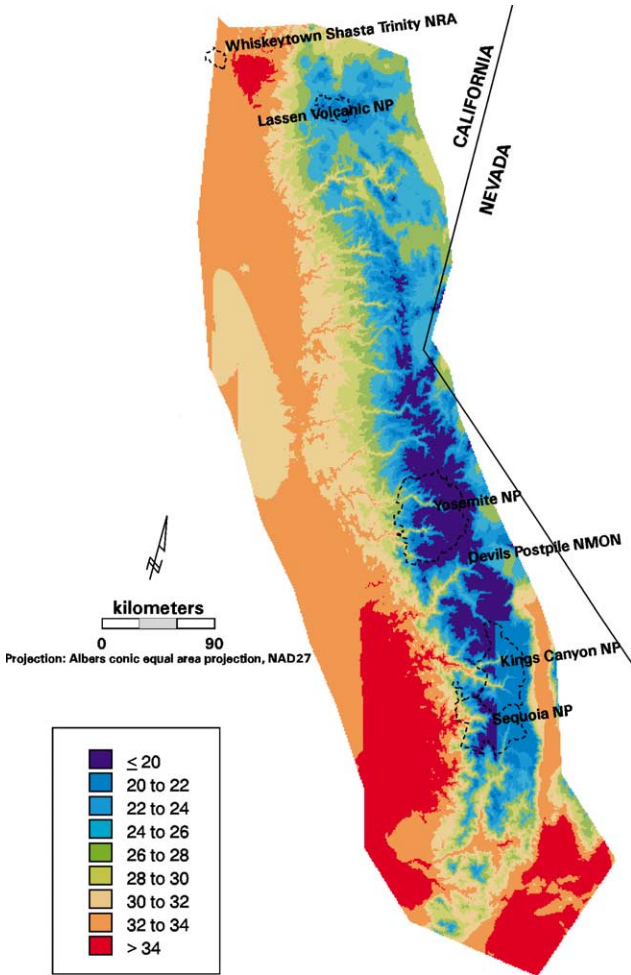 Whiskeytown Shasta Trinity NRA
Lassen Volcanic NP
CALIFORNIA
NEVADA
Yosemite NP
Devils Postpile NMON
Kings Canyon NP
Sequoia NP
kilometers
0 90
Projection: Albers conic equal area projection, NAD27
≤ 20
20 to 22
22 to 24
24 to 26
26 to 28
28 to 30
30 to 32
32 to 34
> 34